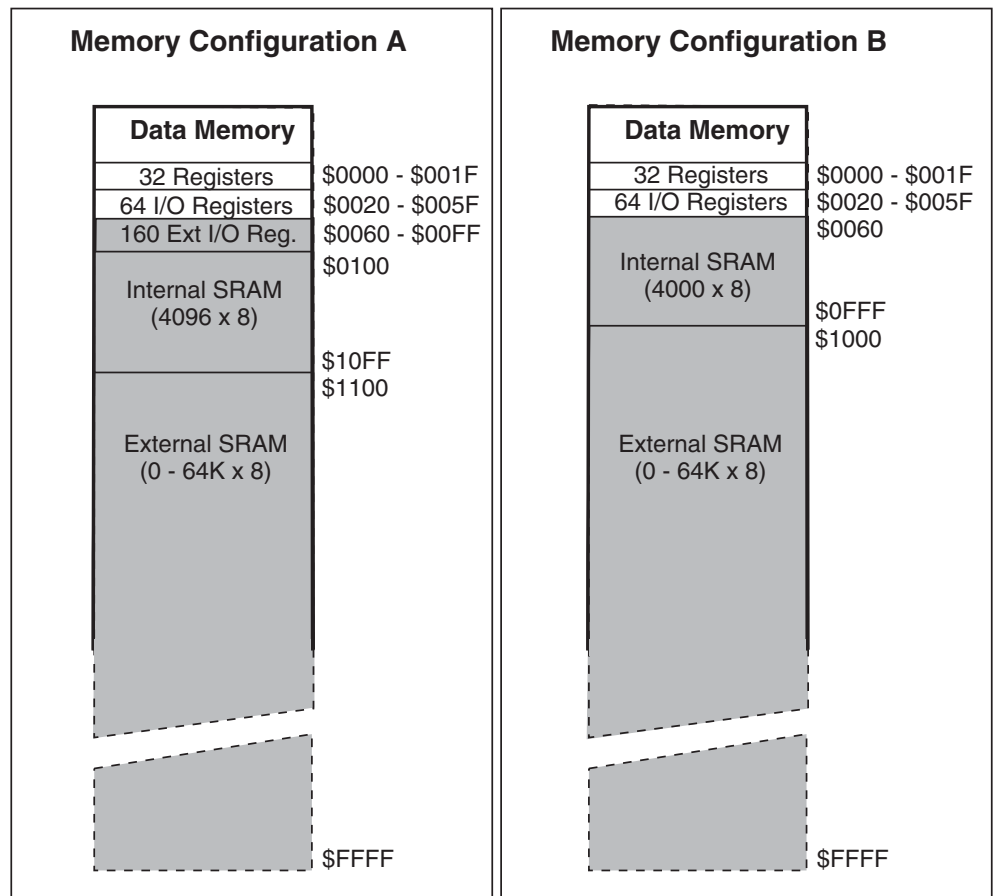 Memory Configuration A
Data Memory
32 Registers
$0000 - $001F
64 I/O Registers
$0020 - $005F
160 Ext I/O Reg.
$0060 - $00FF
$0100
Internal SRAM
(4096 x 8)
$10FF
$1100
External SRAM
(0 - 64K x 8)
$FFFF
Memory Configuration B
Data Memory
32 Registers
$0000 - $001F
64 I/O Registers
$0020 - $005F
$0060
Internal SRAM
(4000 x 8)
$0FFF
$1000
External SRAM
(0 - 64K x 8)
$FFFF